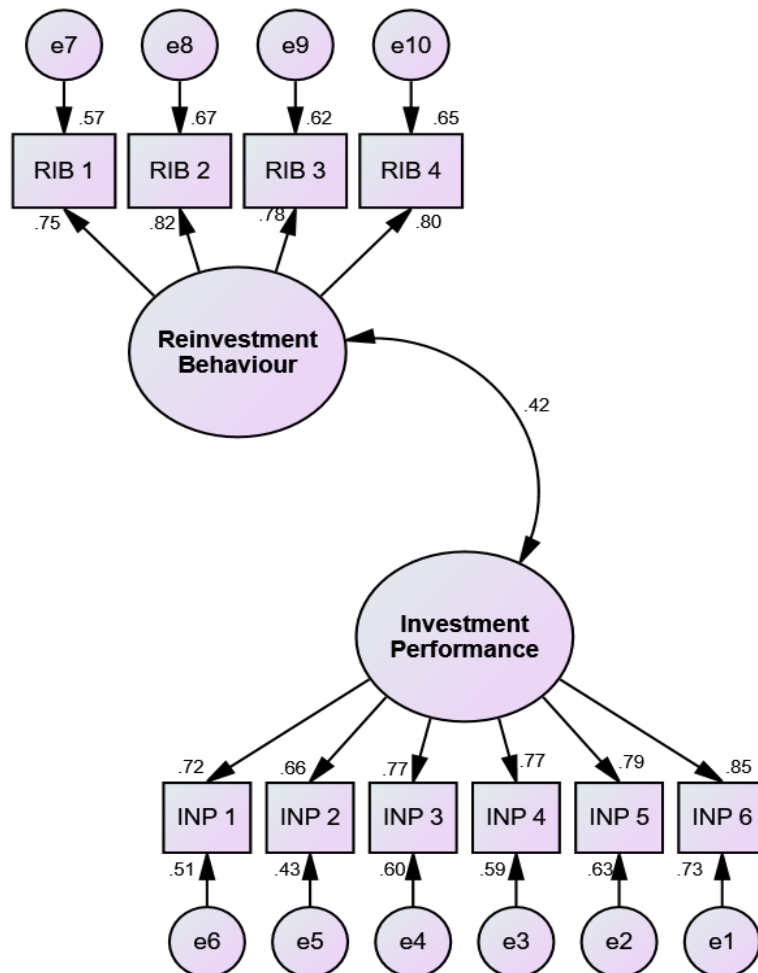 e7 e8 e9 e10
.57 .67 .62 .65
RIB 1 RIB 2 RIB 3 RIB 4
.75 .82 .78 .80
Reinvestment
Behaviour
.42
Investment
Performance
.72 .66 .77 .77 .79 .85
INP 1 INP 2 INP 3 INP 4 INP 5 INP 6
.51 .43 .60 .59 .63 .73
e6 e5 e4 e3 e2 e1